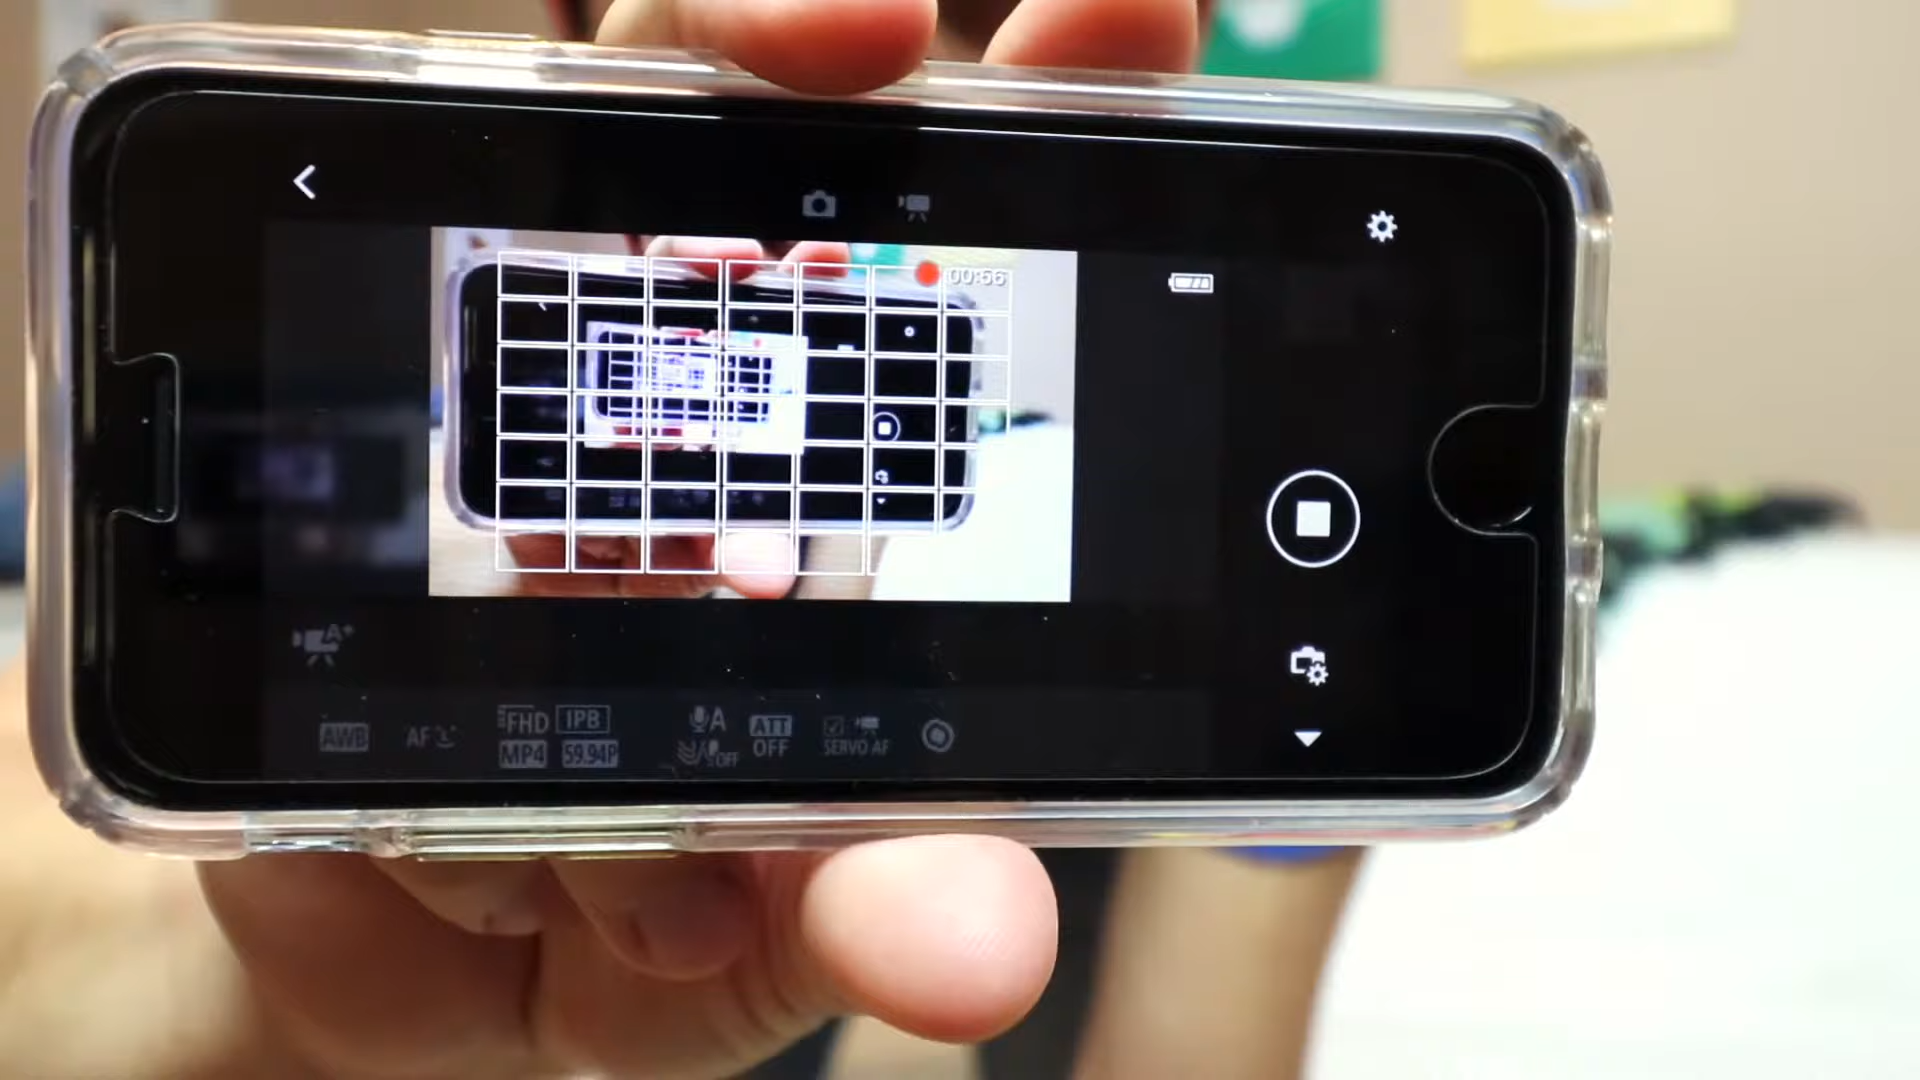 00:56
A+
AWB
AF
FHD IPB
MP4 59.94P
A
OFF
ATT
OFF
SERVO AF